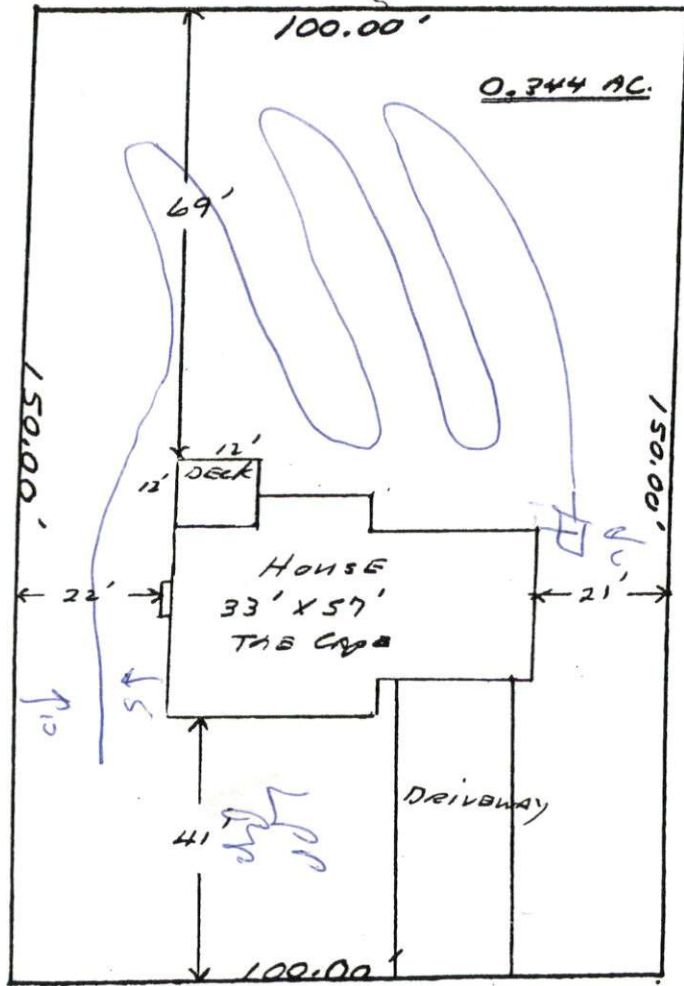 100.00'
0.344 AC.
69'
150.00'
150.00'
12'
12'
DECK
HOUSE
33' X 57'
THE CAPE
22'
21'
41'
DRIVEWAY
100.00'